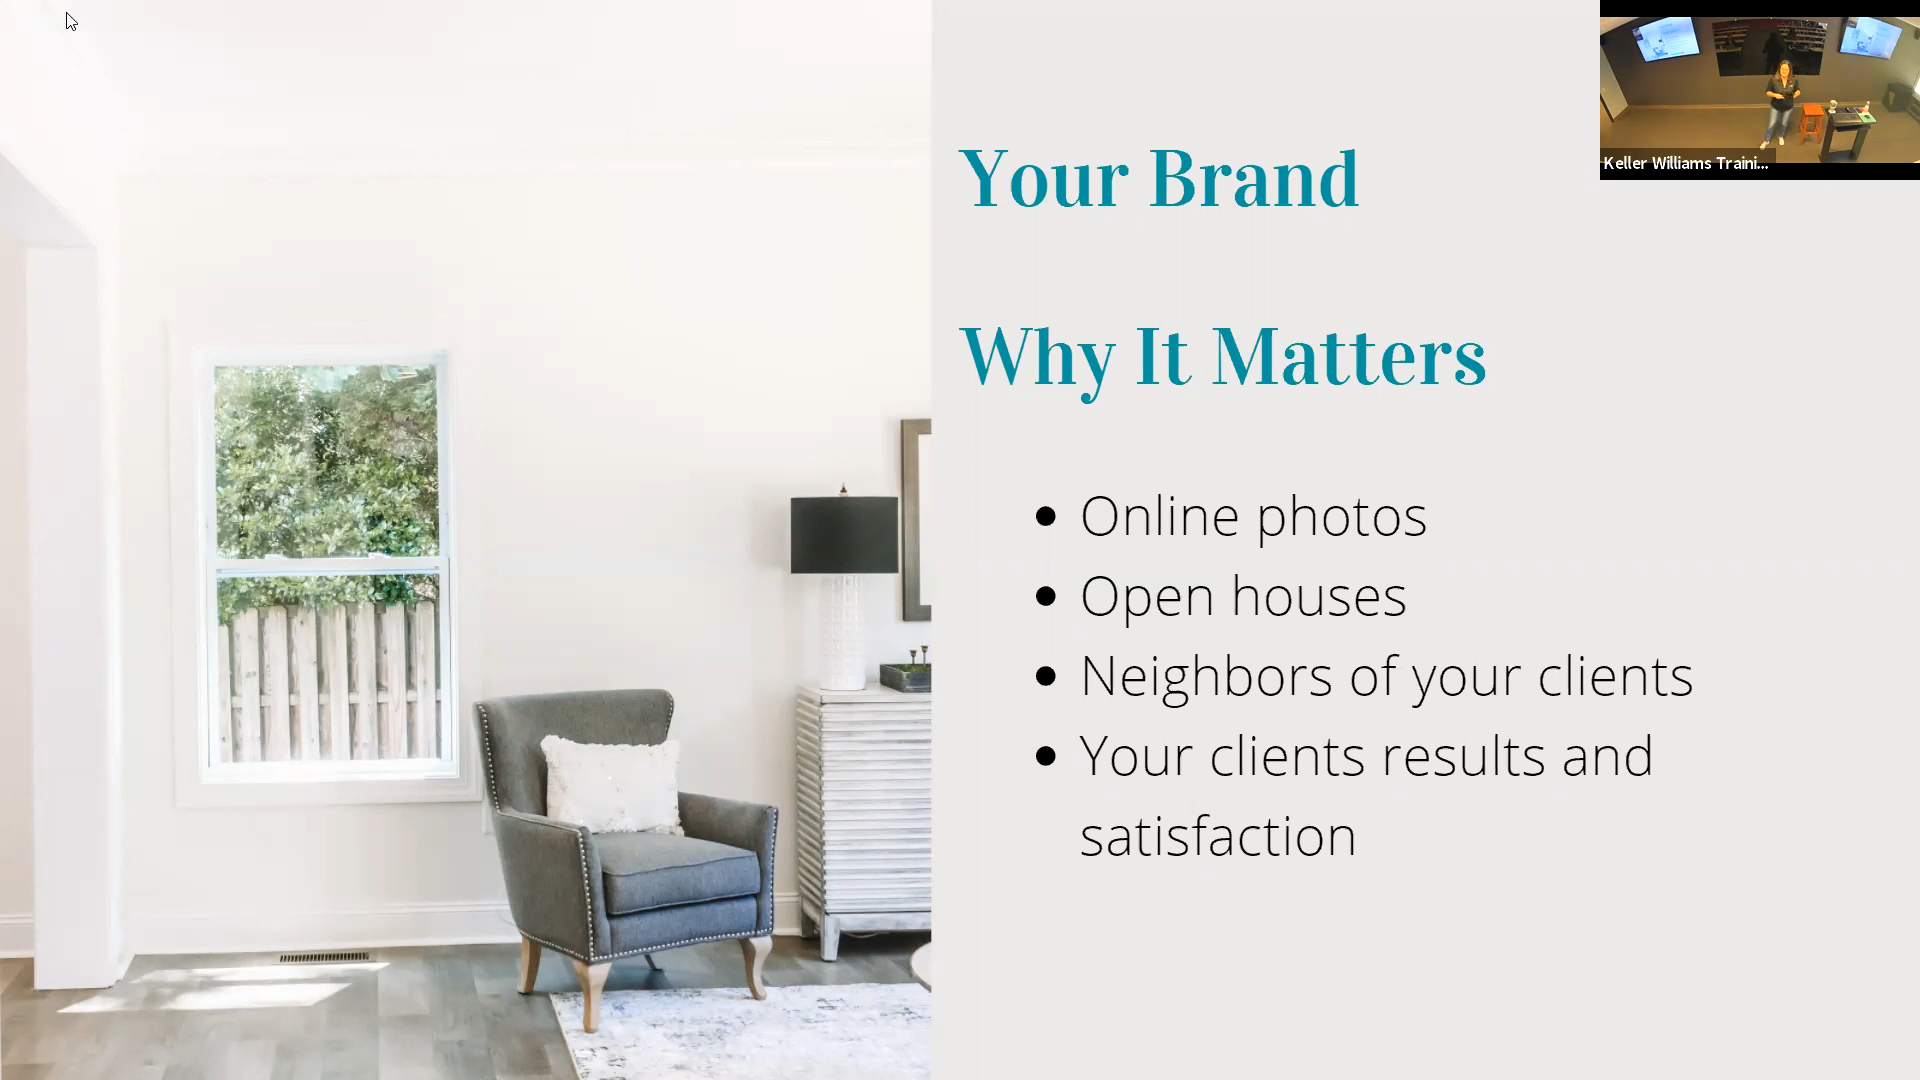 Your Brand
Why It Matters
• Online photos
• Open houses
• Neighbors of your clients
• Your clients results and
satisfaction
Keller Williams Traini...